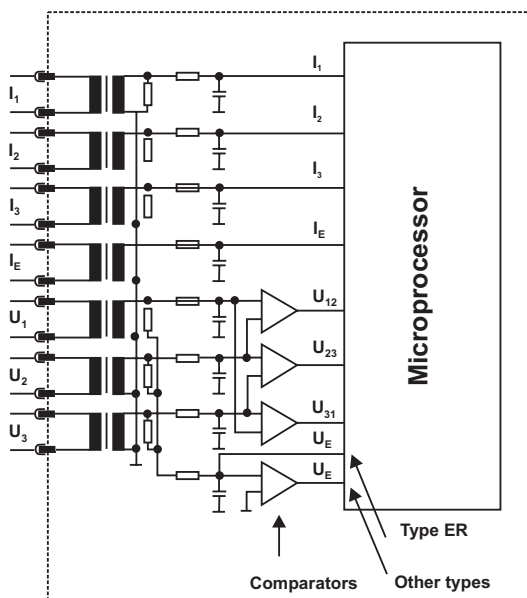 I1
I2
I3
IE
U1
U2
U3
I1
I2
I3
IE
U12
U23
U31
UE
UE
Microprocessor
Type ER
Comparators
Other types